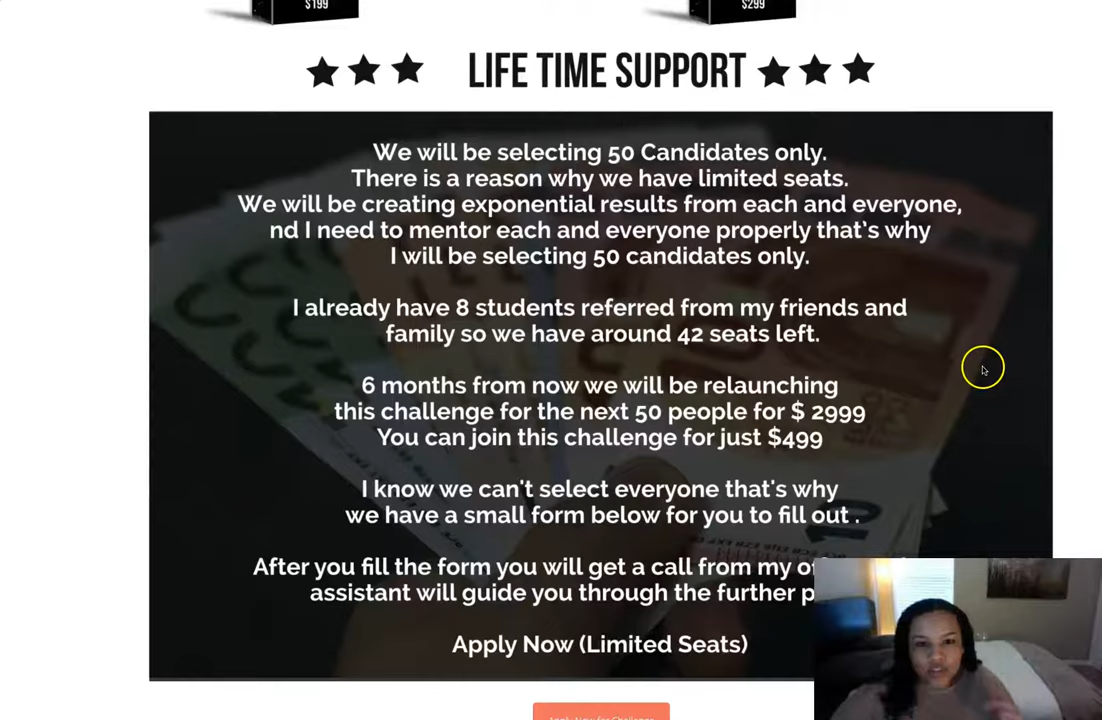 $199
$299
LIFE TIME SUPPORT
We will be selecting 50 Candidates only.
There is a reason why we have limited seats.
We will be creating exponential results from each and everyone,
nd I need to mentor each and everyone properly that's why
I will be selecting 50 candidates only.
I already have 8 students referred from my friends and
family so we have around 42 seats left.
6 months from now we will be relaunching
this challenge for the next 50 people for $ 2999
You can join this challenge for just $499
I know we can't select everyone that's why
we have a small form below for you to fill out .
After you fill the form you will get a call from my
assistant will guide you through the further
Apply Now (Limited Seats)
Apply Now for Challenge